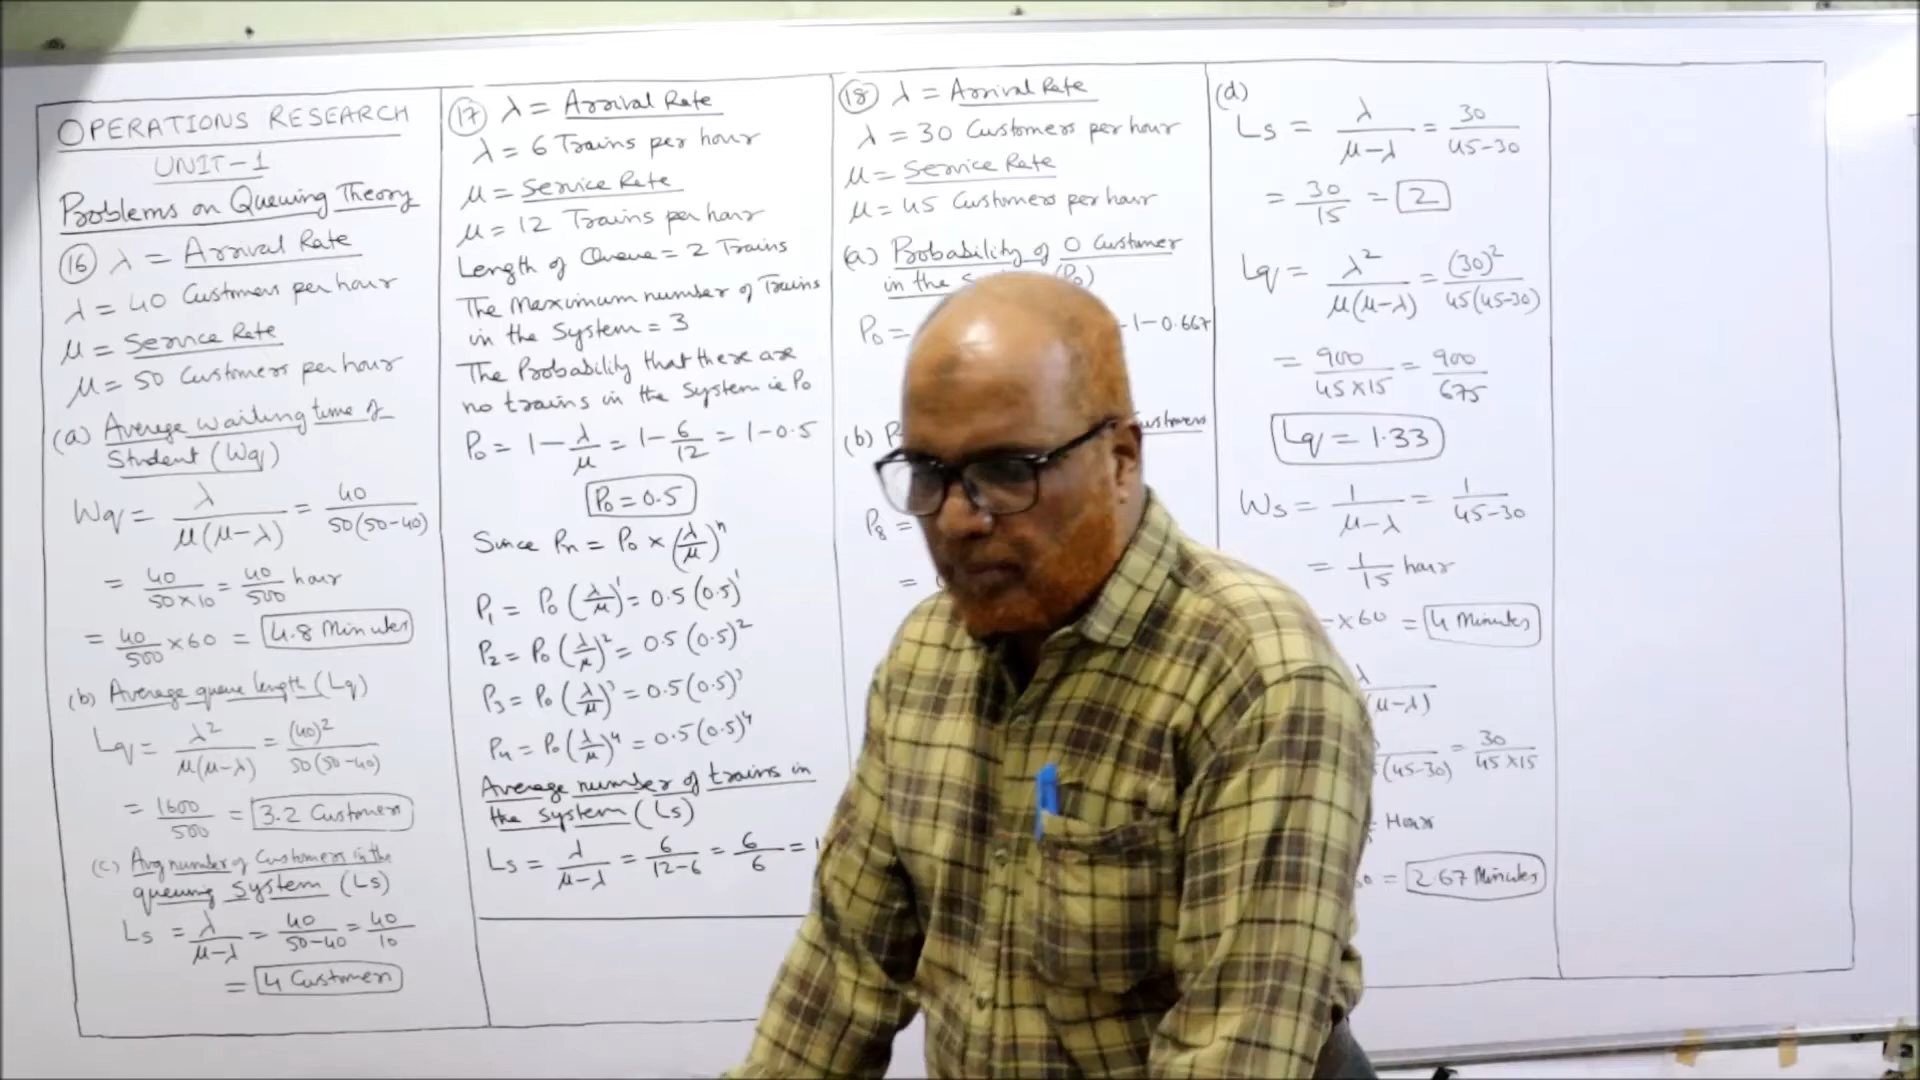 OPERATIONS RESEARCH
UNIT-1
Problems on Queuing Theory
(16) λ = Arrival Rate
λ = 40 Customers per hour
μ = Service Rate
μ = 50 Customers per hour
(a) Average waiting time of
Student (Wq)
Wq = λ/μ(μ-λ) = 40/50(50-40)
= 40/50×10 = 40/500 hour
= 40/500 ×60 = 4.8 Minutes
(b) Average queue length (Lq)
Lq = λ²/μ(μ-λ) = (40)²/50(50-40)
= 1600/500 = 3.2 Customers
(c) Avg number of Customers in the
queuing System (Ls)
Ls = λ/μ-λ = 40/50-40 = 40/10
= 4 Customers
(17) λ = Arrival Rate
λ = 6 Trains per hour
μ = Service Rate
μ = 12 Trains per hour
Length of Queue = 2 Trains
The Maximum number of Trains
in the System = 3
The Probability that there are
no trains in the System is P0
P0 = 1 - λ/μ = 1 - 6/12 = 1 - 0.5
P0 = 0.5
Since Pn = P0 × (λ/μ)ⁿ
P1 = P0 (λ/μ)¹ = 0.5 (0.5)¹
P2 = P0 (λ/μ)² = 0.5 (0.5)²
P3 = P0 (λ/μ)³ = 0.5 (0.5)³
P4 = P0 (λ/μ)⁴ = 0.5 (0.5)⁴
Average number of trains in
the System (Ls)
Ls = λ/μ-λ = 6/12-6 = 6/6 = 1
(18) λ = Arrival Rate
λ = 30 Customers per hour
μ = Service Rate
μ = 45 Customers per hour
(a) Probability of 0 Customer
in the (P0)
P0 = 1-0.667
(b)
P8 =
=
(d)
Ls = λ/μ-λ = 30/45-30
= 30/15 = 2
Lq = λ²/μ(μ-λ) = (30)²/45(45-30)
= 900/45×15 = 900/675
Lq = 1.33
Ws = 1/μ-λ = 1/45-30
= 1/15 hour
×60 = 4 Minutes
λ/(μ-λ)
(45-30) = 30/45×15
Hour
= 2.67 Minutes